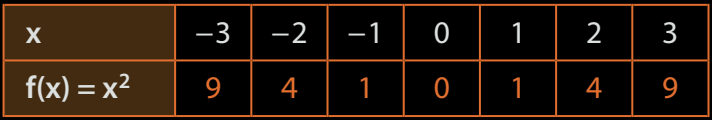 x −3 −2 −1 0 1 2 3
f(x) = x² 9 4 1 0 1 4 9